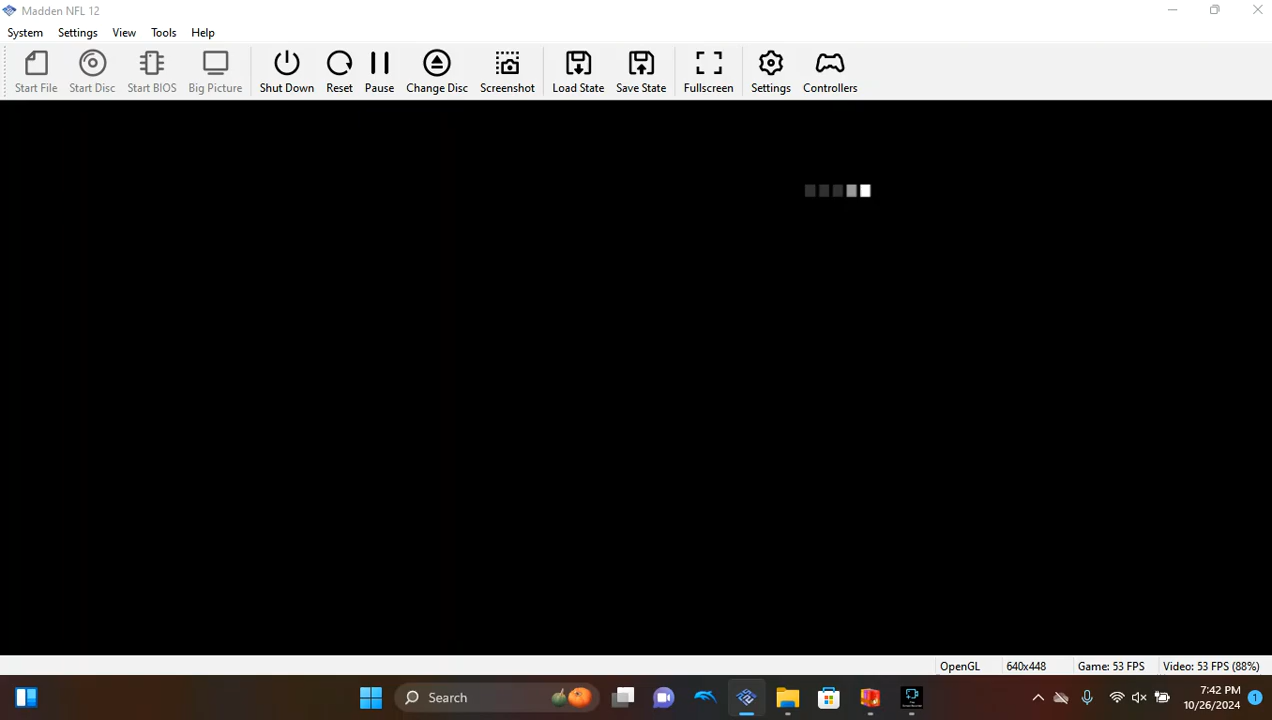 Madden NFL 12
System Settings View Tools Help
Start File Start Disc Start BIOS Big Picture Shut Down Reset Pause Change Disc Screenshot Load State Save State Fullscreen Settings Controllers
OpenGL 640x448 Game: 53 FPS Video: 53 FPS (88%)
Search 7:42 PM 1
10/26/2024